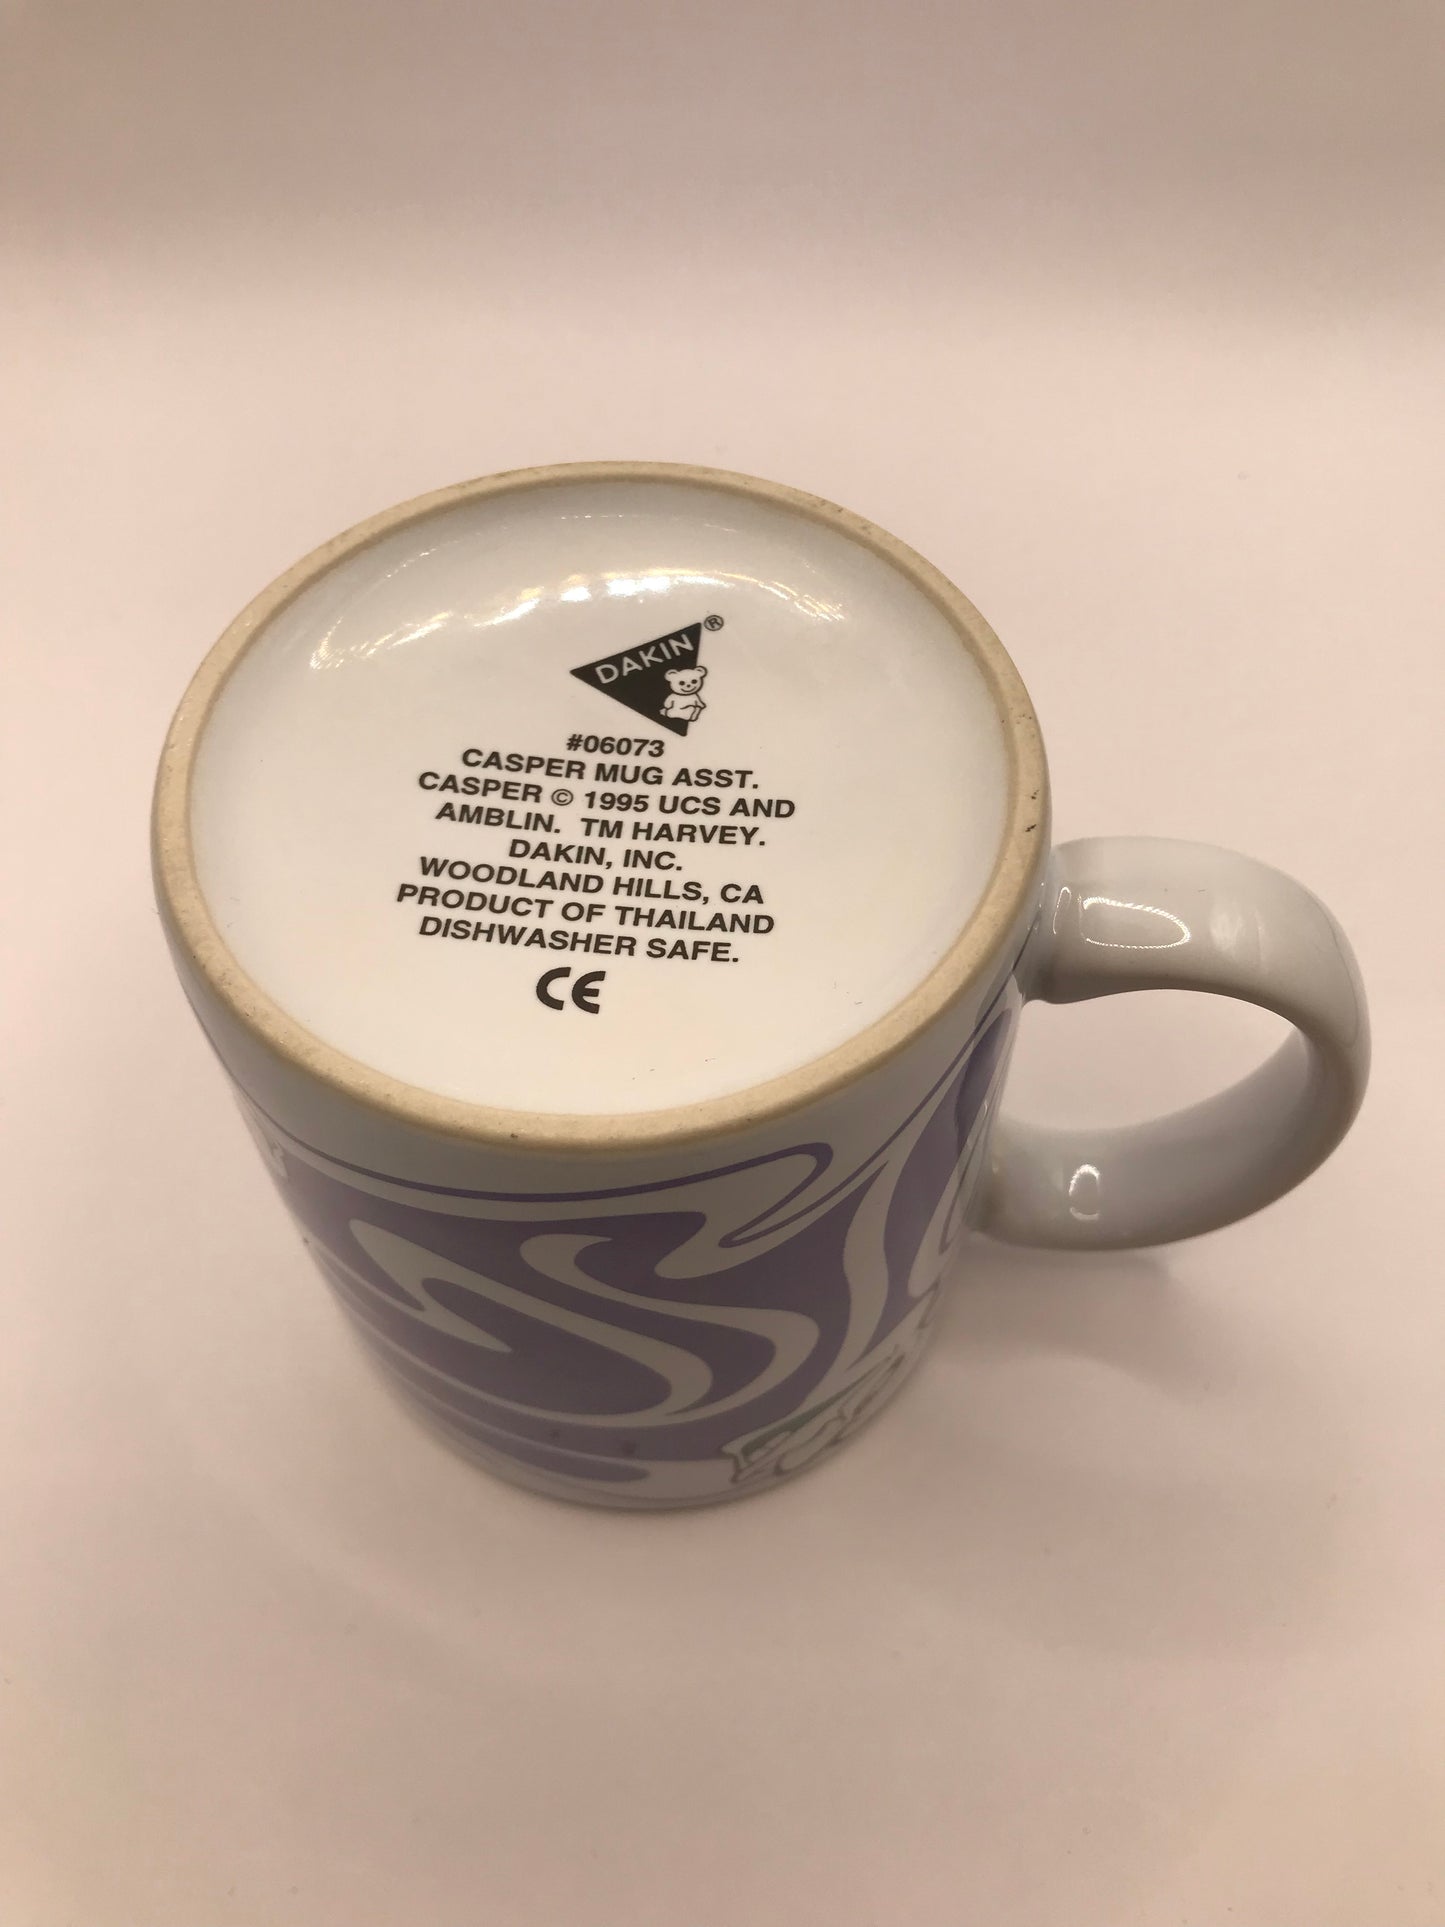 DAKIN®
#06073
CASPER MUG ASST.
CASPER © 1995 UCS AND
AMBLIN. TM HARVEY.
DAKIN, INC.
WOODLAND HILLS, CA
PRODUCT OF THAILAND
DISHWASHER SAFE.
CE